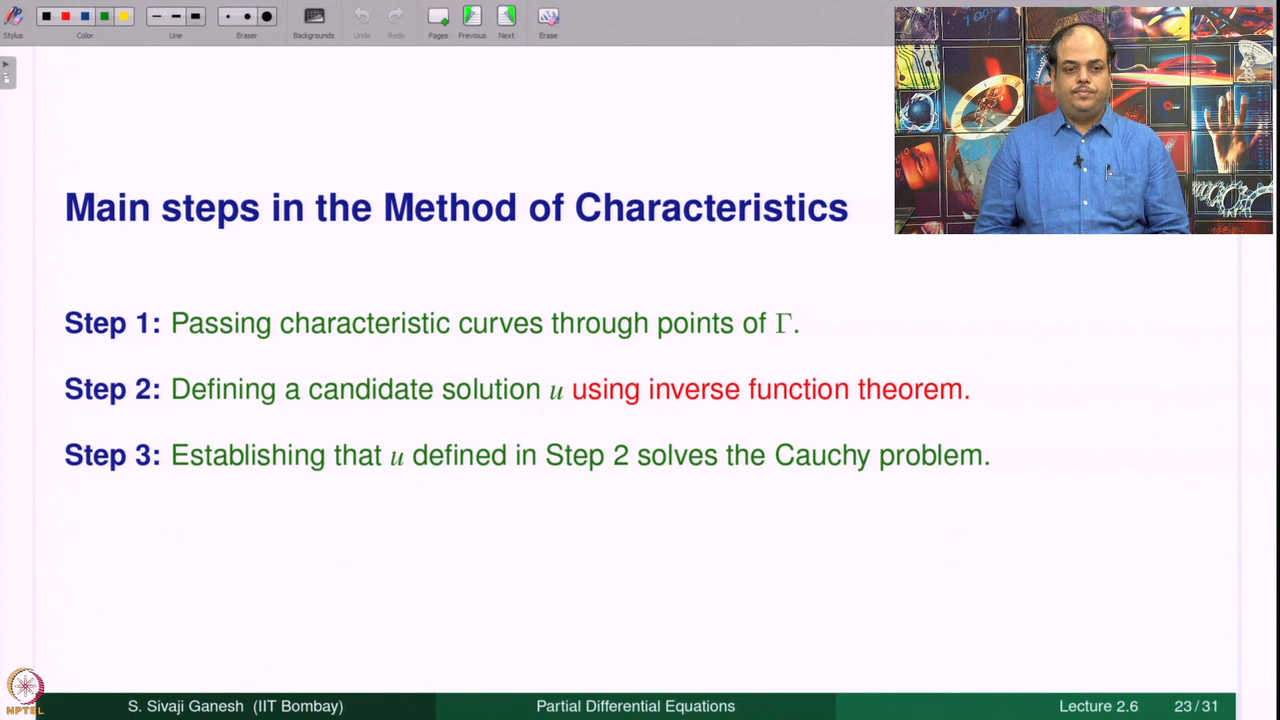 Stylus
Color
Line
Eraser
Backgrounds
Undo
Redo
Pages
Previous
Next
Erase
Main steps in the Method of Characteristics
Step 1: Passing characteristic curves through points of Γ.
Step 2: Defining a candidate solution u using inverse function theorem.
Step 3: Establishing that u defined in Step 2 solves the Cauchy problem.
NPTEL
S. Sivaji Ganesh (IIT Bombay) Partial Differential Equations Lecture 2.6 23/31